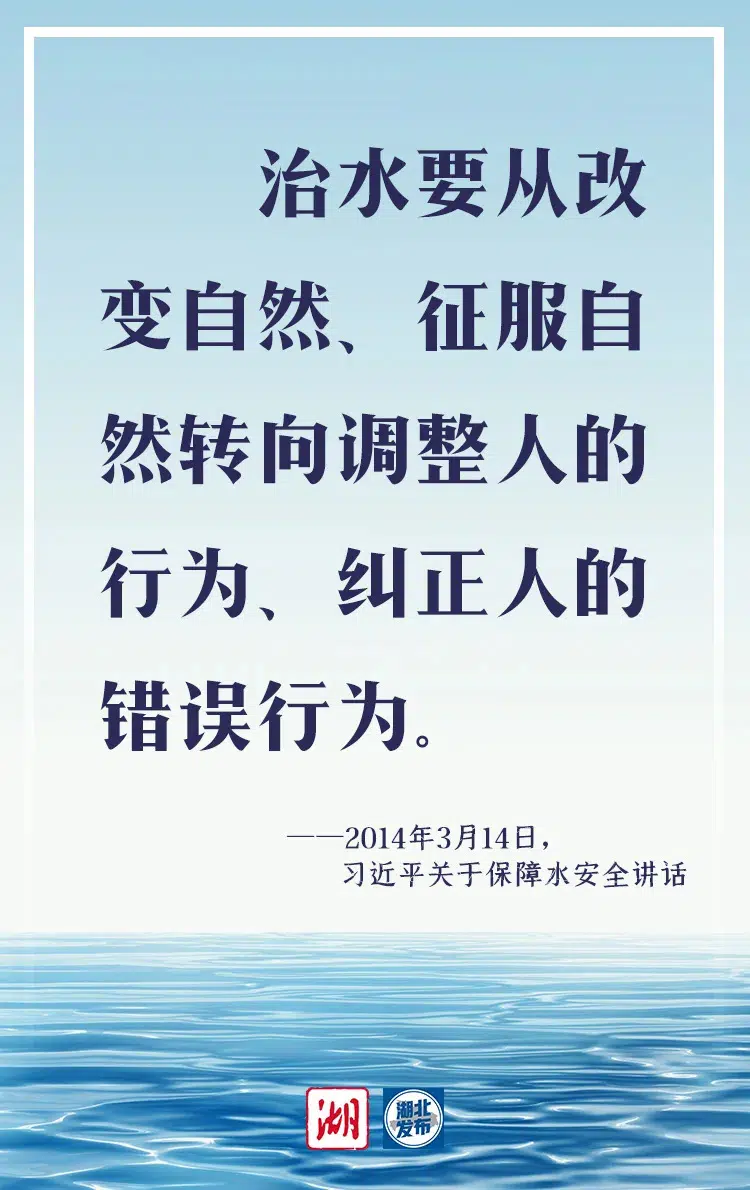 治水要从改
变自然、征服自
然转向调整人的
行为、纠正人的
错误行为。
——2014年3月14日，
习近平关于保障水安全讲话
湖
湖北
发布